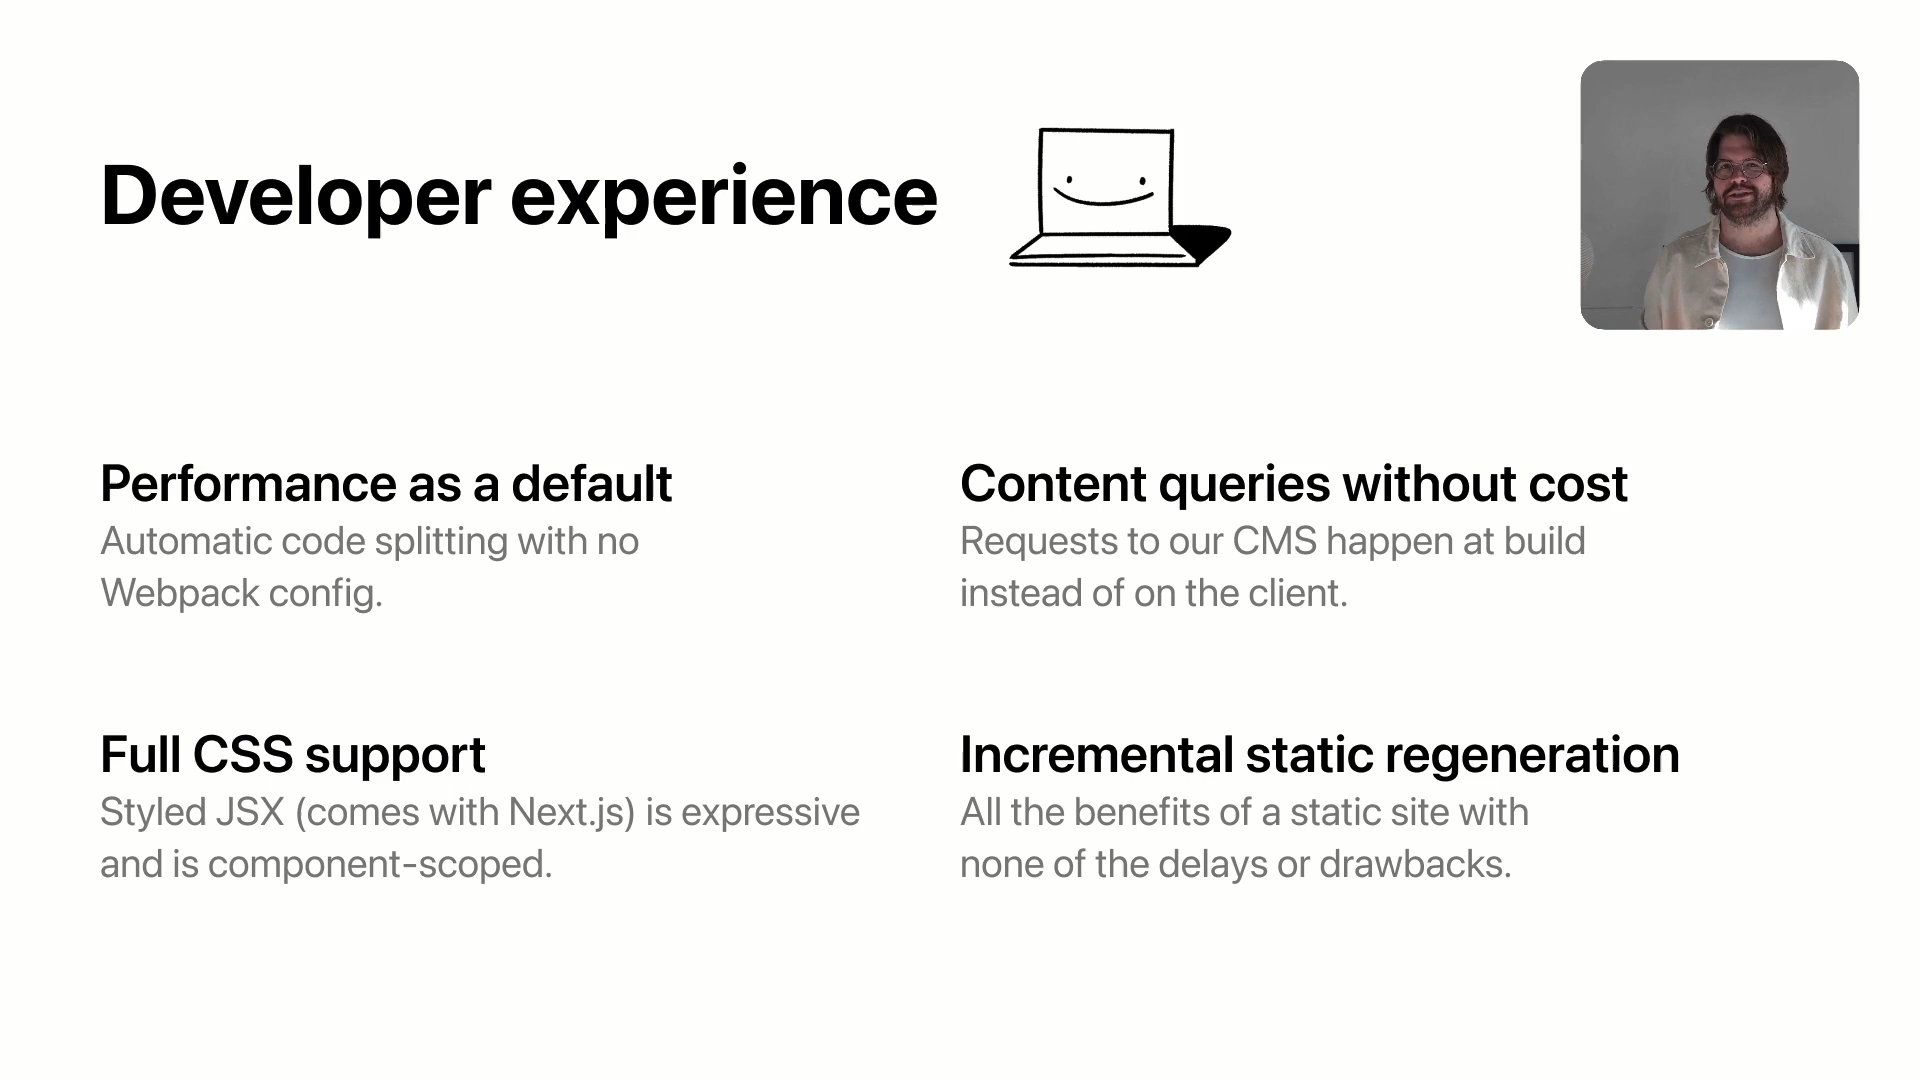 Developer experience
Performance as a default
Automatic code splitting with no
Webpack config.
Content queries without cost
Requests to our CMS happen at build
instead of on the client.
Full CSS support
Styled JSX (comes with Next.js) is expressive
and is component-scoped.
Incremental static regeneration
All the benefits of a static site with
none of the delays or drawbacks.